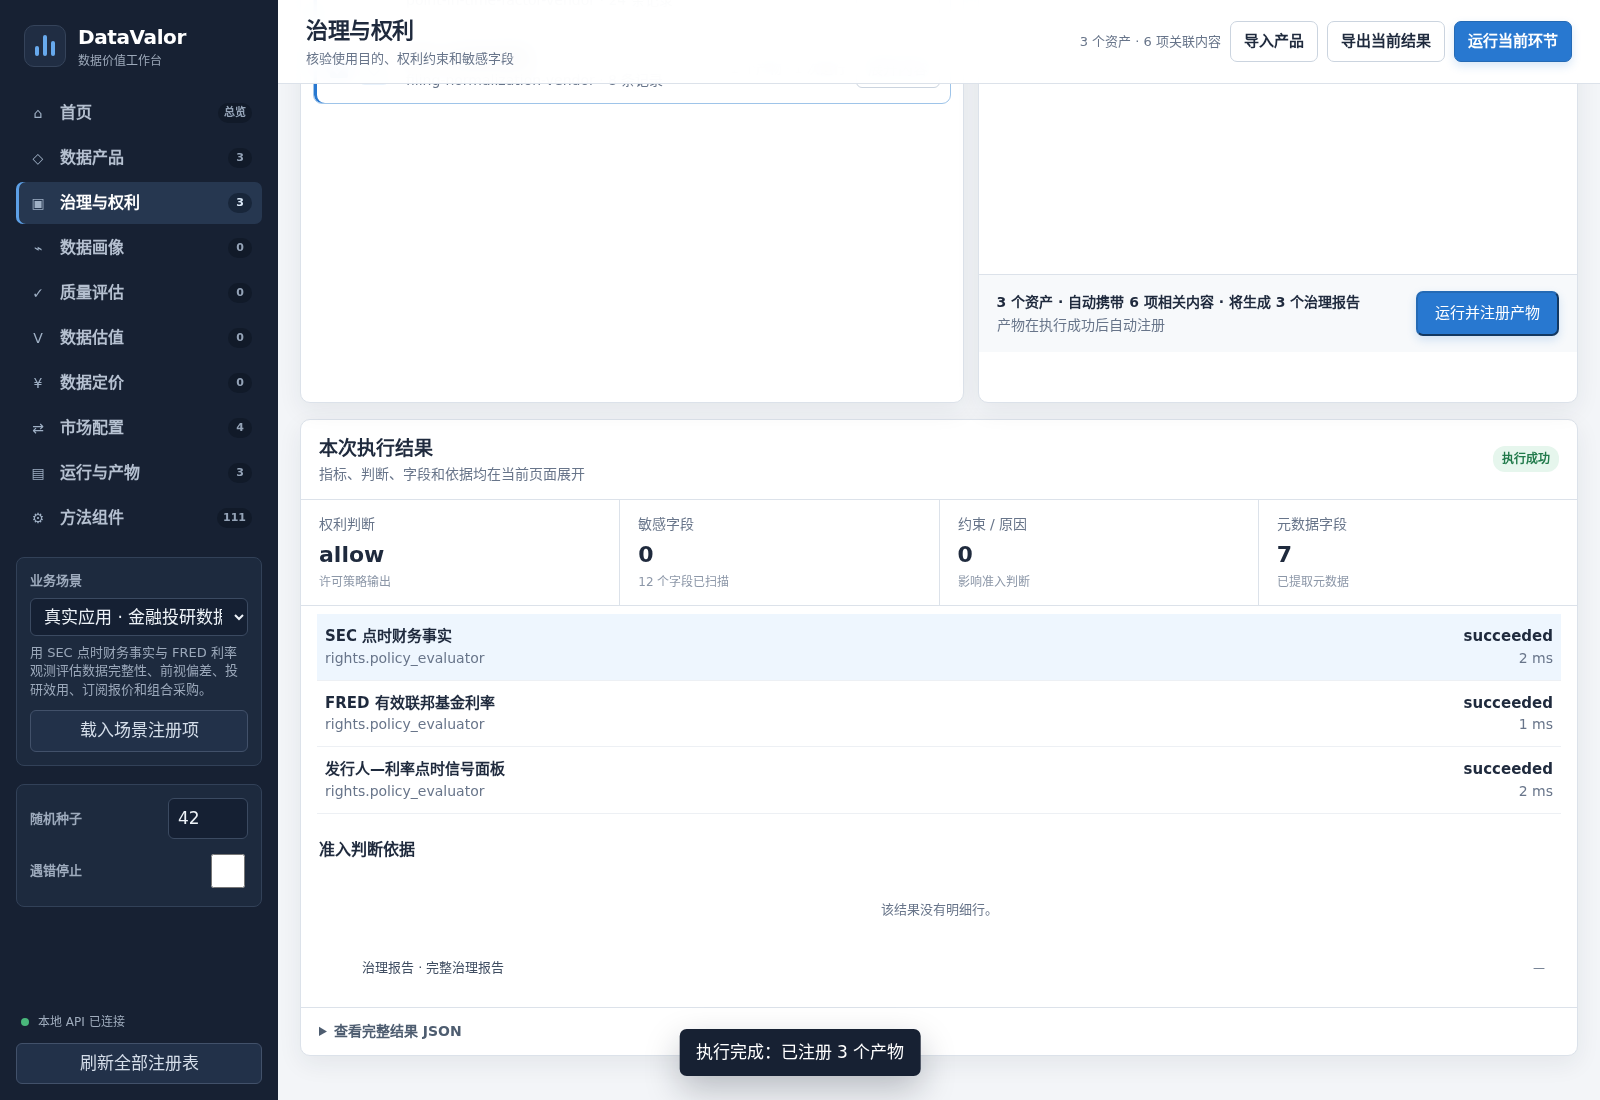 DataValor
数据价值工作台
首页
总览
数据产品
3
治理与权利
3
数据画像
0
质量评估
0
数据估值
0
数据定价
0
市场配置
4
运行与产物
3
方法组件
111
业务场景
真实应用 · 金融投研数据
用 SEC 点时财务事实与 FRED 利率
观测评估数据完整性、前视偏差、投
研效用、订阅报价和组合采购。
载入场景注册项
随机种子
42
遇错停止
本地 API 已连接
刷新全部注册表
治理与权利
核验使用目的、权利约束和敏感字段
3 个资产 · 6 项关联内容
导入产品
导出当前结果
运行当前环节
3 个资产 · 自动携带 6 项相关内容 · 将生成 3 个治理报告
产物在执行成功后自动注册
运行并注册产物
本次执行结果
指标、判断、字段和依据均在当前页面展开
执行成功
权利判断
allow
许可策略输出
敏感字段
0
12 个字段已扫描
约束 / 原因
0
影响准入判断
元数据字段
7
已提取元数据
SEC 点时财务事实
succeeded
rights.policy_evaluator
2 ms
FRED 有效联邦基金利率
succeeded
rights.policy_evaluator
1 ms
发行人—利率点时信号面板
succeeded
rights.policy_evaluator
2 ms
准入判断依据
该结果没有明细行。
治理报告 · 完整治理报告
—
查看完整结果 JSON
执行完成：已注册 3 个产物